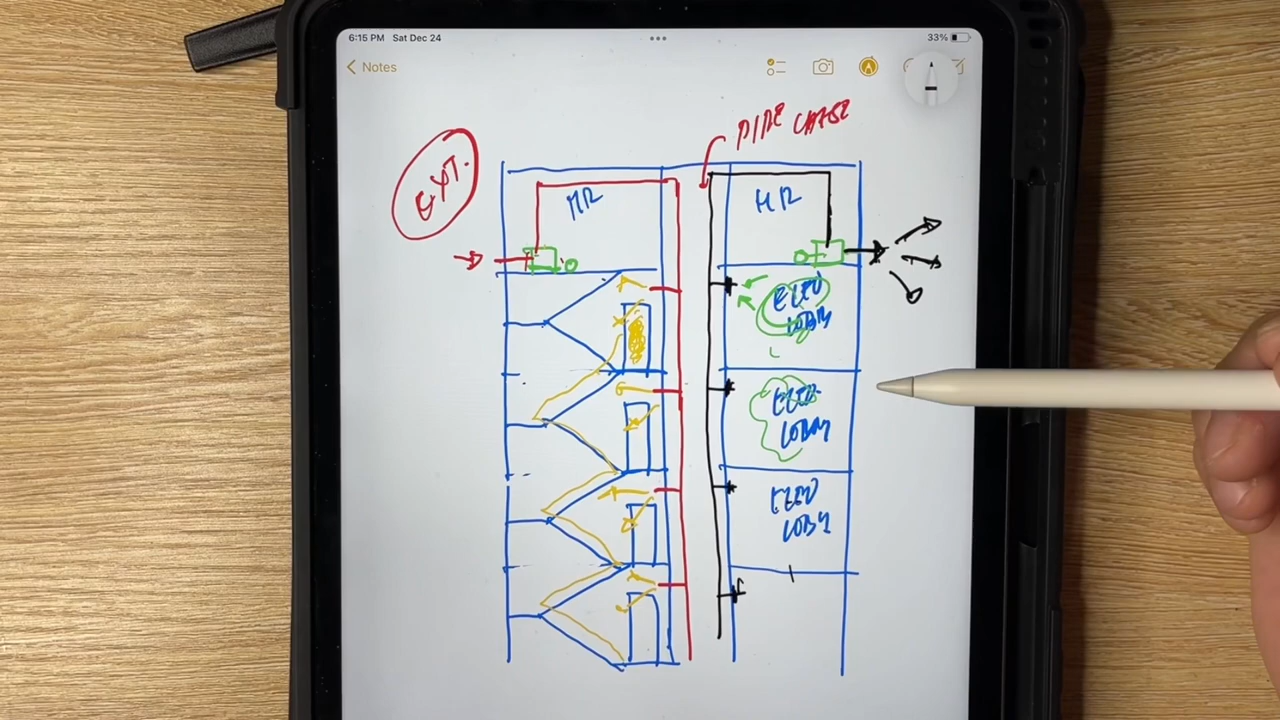 6:15 PM Sat Dec 24
33%
Notes
PIPE CHASE
EXT.
MR
MR
ELEV
LOBBY
ELEV
LOBBY
ELEV
LOBBY